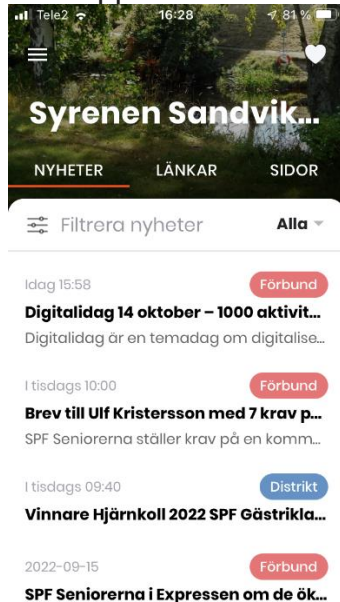 Tele2 16:28 81 %
Syrenen Sandvik...
NYHETER LÄNKAR SIDOR
Filtrera nyheter Alla
Idag 15:58 Förbund
Digitalidag 14 oktober – 1000 aktivit...
Digitalidag är en temadag om digitalise...
I tisdags 10:00 Förbund
Brev till Ulf Kristersson med 7 krav p...
SPF Seniorerna ställer krav på en komm...
I tisdags 09:40 Distrikt
Vinnare Hjärnkoll 2022 SPF Gästrikla...
2022-09-15 Förbund
SPF Seniorerna i Expressen om de ök...